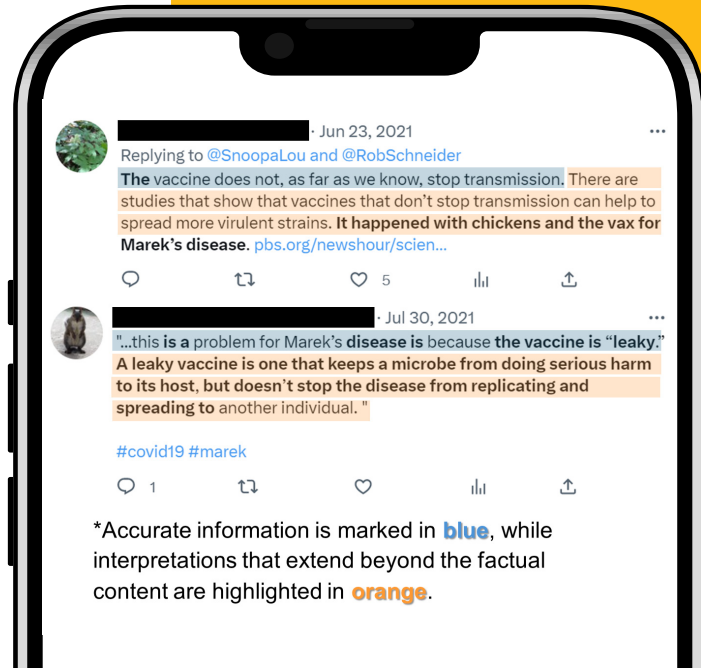 · Jun 23, 2021
Replying to @SnoopaLou and @RobSchneider
The vaccine does not, as far as we know, stop transmission. There are
studies that show that vaccines that don't stop transmission can help to
spread more virulent strains. It happened with chickens and the vax for
Marek's disease. pbs.org/newshour/scien...
5
· Jul 30, 2021
"...this is a problem for Marek's disease is because the vaccine is “leaky.”
A leaky vaccine is one that keeps a microbe from doing serious harm
to its host, but doesn't stop the disease from replicating and
spreading to another individual. "
#covid19 #marek
1
*Accurate information is marked in blue, while
interpretations that extend beyond the factual
content are highlighted in orange.